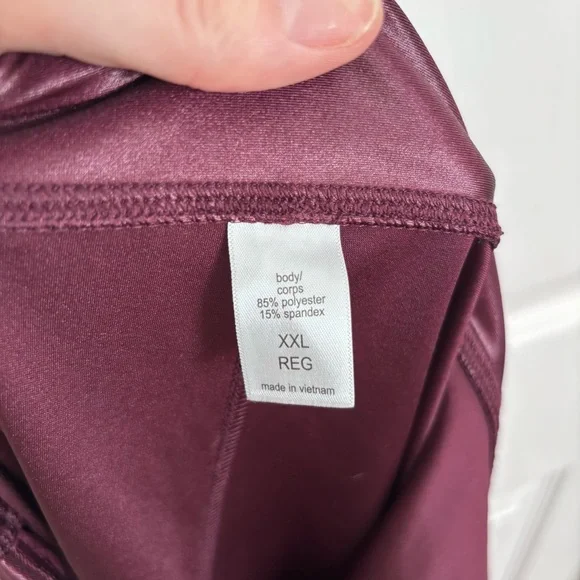 body/
corps
85% polyester
15% spandex
XXL
REG
made in vietnam